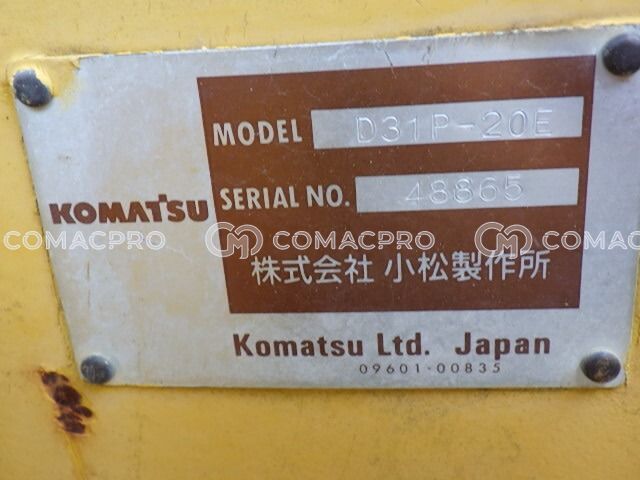 MODEL D31P-20E
KOMATSU
SERIAL NO. 48865
COMACPRO COMACPRO COMACPRO
株式会社 小松製作所
Komatsu Ltd. Japan
09601-00835